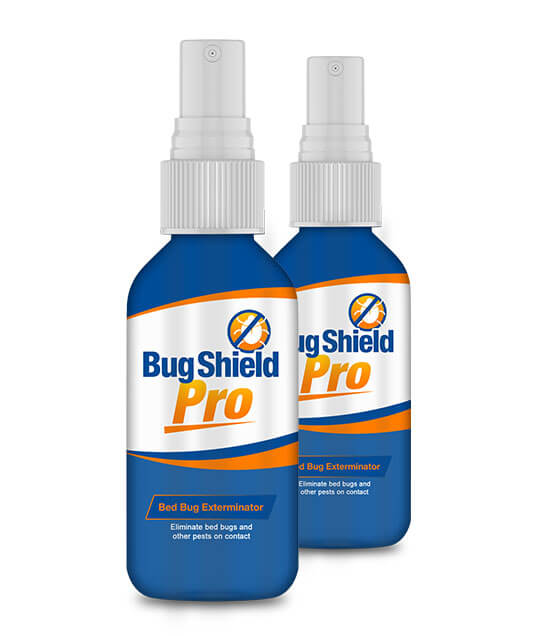 Bug Shield
Pro
Bed Bug Exterminator
Eliminate bed bugs and
other pests on contact
ug Shield
Pro
d Bug Exterminator
Eliminate bed bugs and
other pests on contact